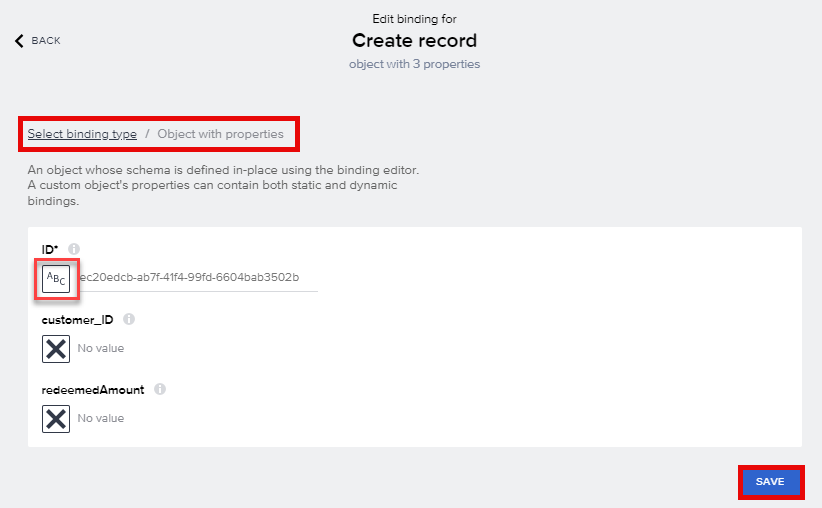 Edit binding for
BACK
Create record
object with 3 properties
Select binding type / Object with properties
An object whose schema is defined in-place using the binding editor.
A custom object's properties can contain both static and dynamic
bindings.
ID* i
ABC ec20edcb-ab7f-41f4-99fd-6604bab3502b
customer_ID i
No value
redeemedAmount i
No value
SAVE